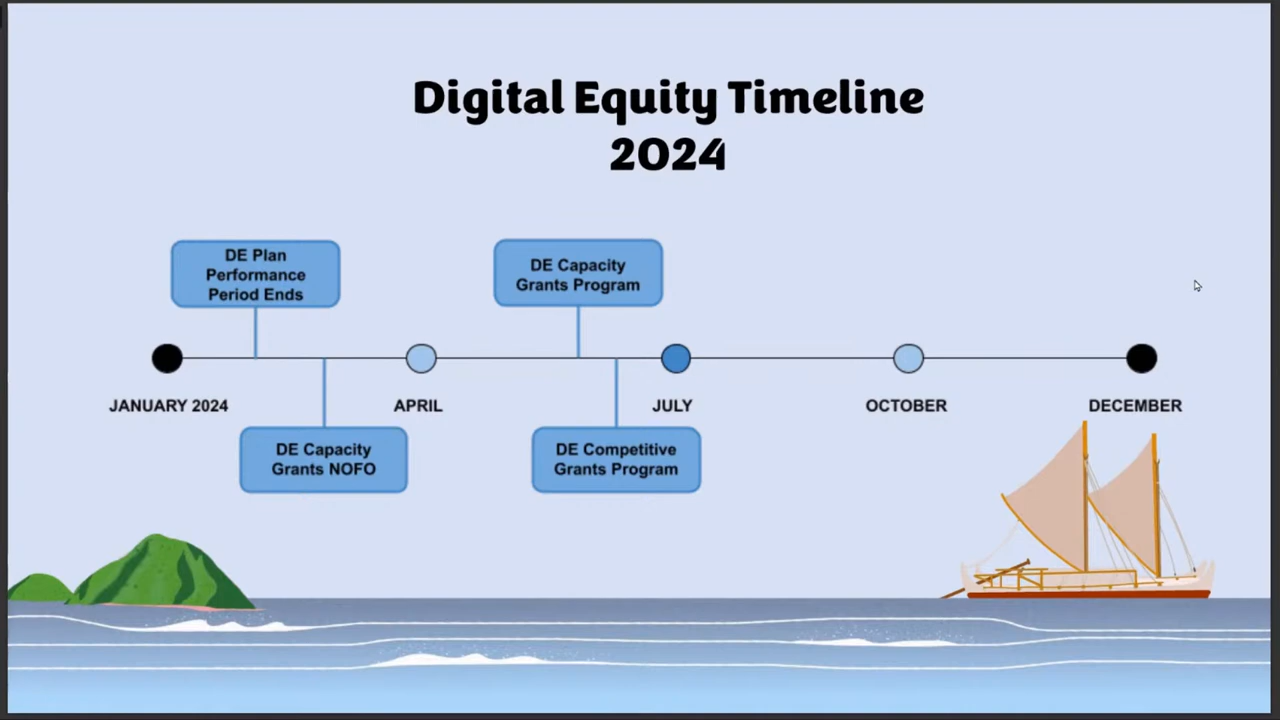 Digital Equity Timeline
2024
DE Plan
Performance
Period Ends
DE Capacity
Grants Program
JANUARY 2024
APRIL
JULY
OCTOBER
DECEMBER
DE Capacity
Grants NOFO
DE Competitive
Grants Program